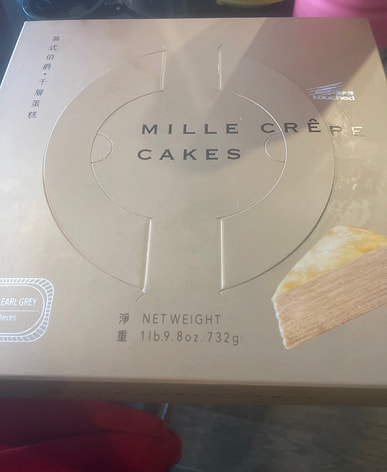 英式伯爵·千層蛋糕
MILLE CRÊPE
CAKES
EARL GREY
淨 NET WEIGHT
重 1lb.9.8oz.(732g)